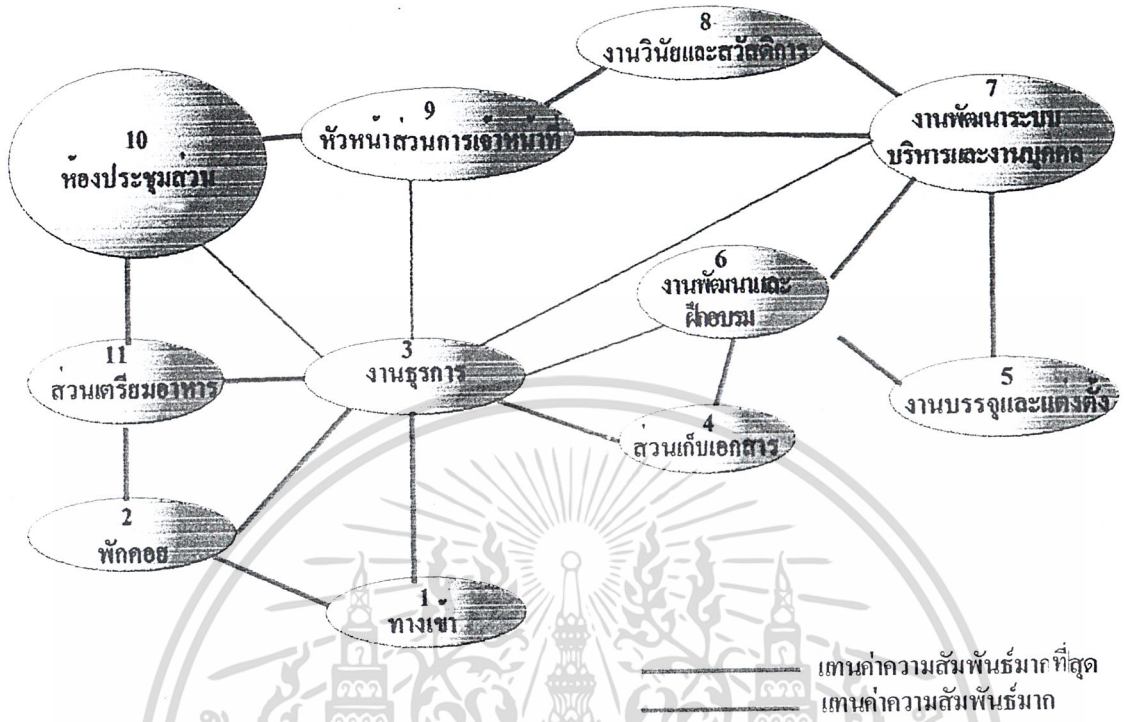 8
งานวินัยและสวัสดิการ
10
ห้องประชุมส่วน
9
หัวหน้าส่วนการเจ้าหน้าที่
7
งานพัฒนาระบบ
บริหารและงานบุคคล
6
งานพัฒนาและ
ฝึกอบรม
11
ส่วนเตรียมอาหาร
3
งานธุรการ
5
งานบรรจุและแต่งตั้ง
4
ส่วนเก็บเอกสาร
2
พักคอย
1
ทางเข้า
แทนค่าความสัมพันธ์มากที่สุด
แทนค่าความสัมพันธ์มาก